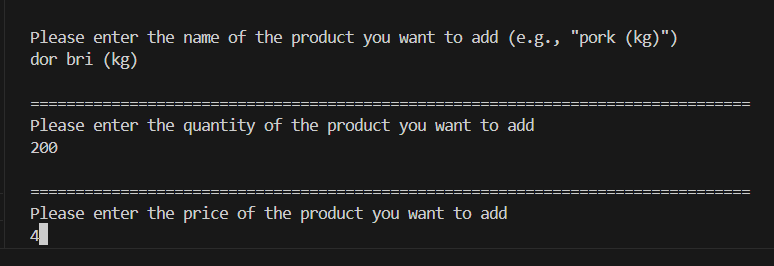 Please enter the name of the product you want to add (e.g., "pork (kg)")
dor bri (kg)
================================================================================
Please enter the quantity of the product you want to add
200
================================================================================
Please enter the price of the product you want to add
4